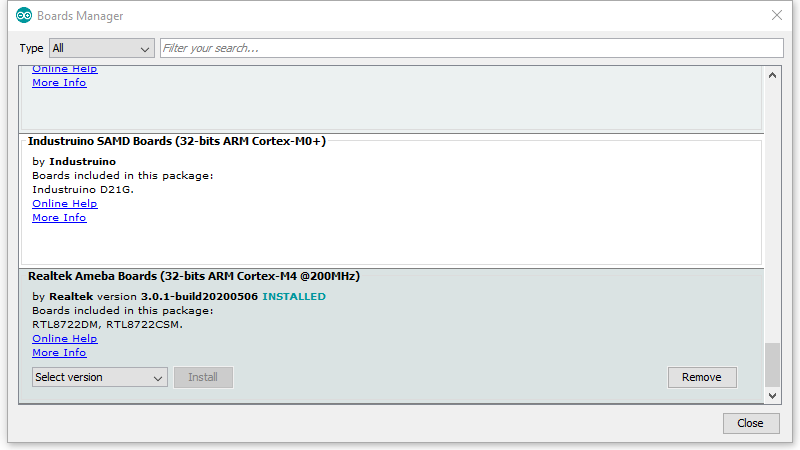 Boards Manager
Type All Filter your search...
Online Help
More Info
Industruino SAMD Boards (32-bits ARM Cortex-M0+)
by Industruino
Boards included in this package:
Industruino D21G.
Online Help
More Info
Realtek Ameba Boards (32-bits ARM Cortex-M4 @200MHz)
by Realtek version 3.0.1-build20200506 INSTALLED
Boards included in this package:
RTL8722DM, RTL8722CSM.
Online Help
More Info
Select version Install Remove
Close